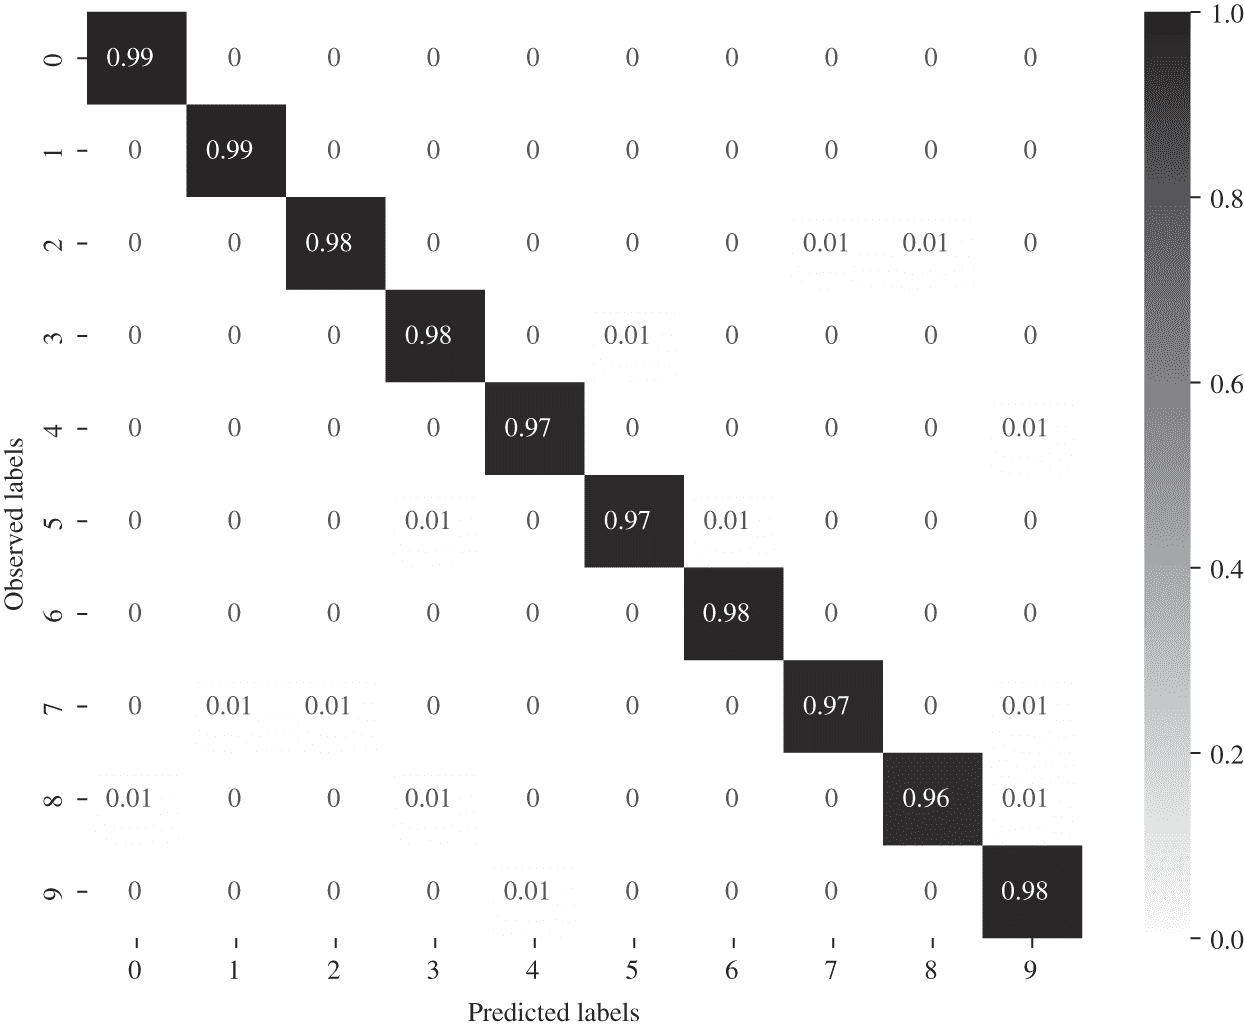 0 0.99 0 0 0 0 0 0 0 0 0
1 0 0.99 0 0 0 0 0 0 0 0
2 0 0 0.98 0 0 0 0 0.01 0.01 0
3 0 0 0 0.98 0 0.01 0 0 0 0
4 0 0 0 0 0.97 0 0 0 0 0.01
5 0 0 0 0.01 0 0.97 0.01 0 0 0
6 0 0 0 0 0 0 0.98 0 0 0
7 0 0.01 0.01 0 0 0 0 0.97 0 0.01
8 0.01 0 0 0.01 0 0 0 0 0.96 0.01
9 0 0 0 0 0.01 0 0 0 0 0.98
0 1 2 3 4 5 6 7 8 9
Predicted labels
Observed labels
1.0
0.8
0.6
0.4
0.2
0.0